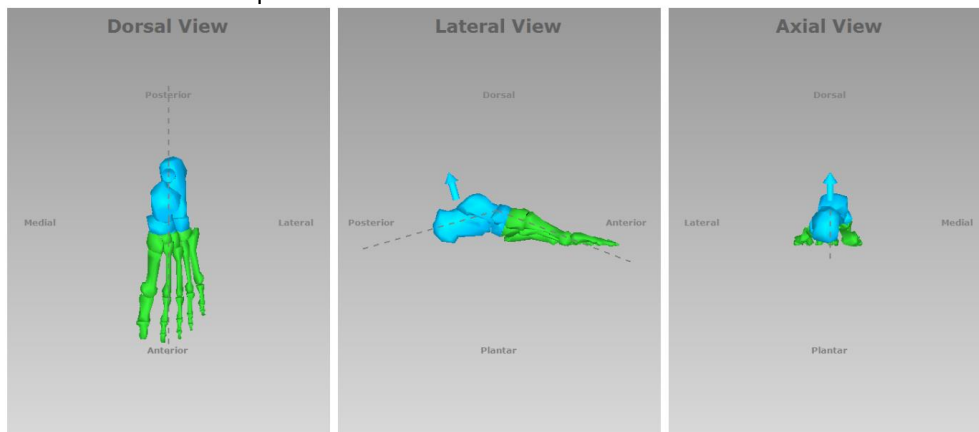 Dorsal View
Posterior
Medial
Lateral
Anterior
Lateral View
Dorsal
Posterior
Anterior
Plantar
Axial View
Dorsal
Lateral
Medial
Plantar